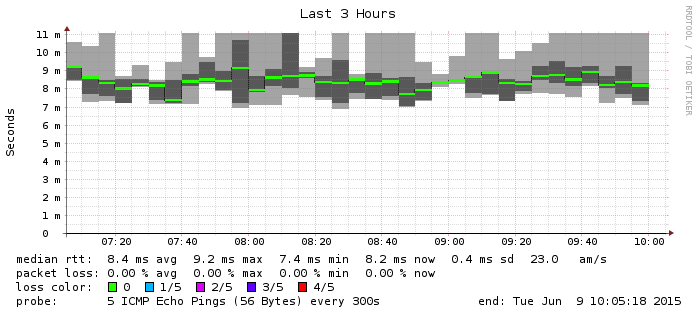 Last 3 Hours
RRDTOOL / TOBI OETIKER
Seconds
11 m
10 m
9 m
8 m
7 m
6 m
5 m
4 m
3 m
2 m
1 m
0
07:20 07:40 08:00 08:20 08:40 09:00 09:20 09:40 10:00
median rtt: 8.4 ms avg 9.2 ms max 7.4 ms min 8.2 ms now 0.4 ms sd 23.0 am/s
packet loss: 0.00 % avg 0.00 % max 0.00 % min 0.00 % now
loss color: 0 1/5 2/5 3/5 4/5
probe: 5 ICMP Echo Pings (56 Bytes) every 300s end: Tue Jun 9 10:05:18 2015